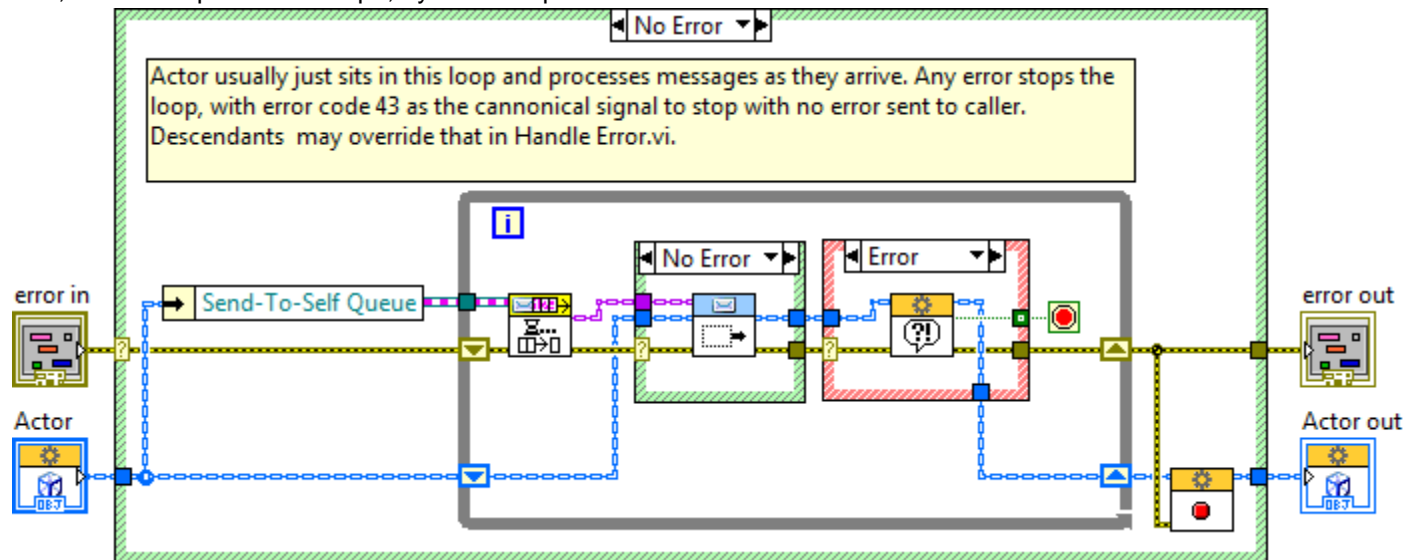 No Error
Actor usually just sits in this loop and processes messages as they arrive. Any error stops the
loop, with error code 43 as the cannonical signal to stop with no error sent to caller.
Descendants  may override that in Handle Error.vi.
i
No Error
Error
error in
Send-To-Self Queue
error out
?
?
?
?!
Actor
Actor out
OBJ
OBJ